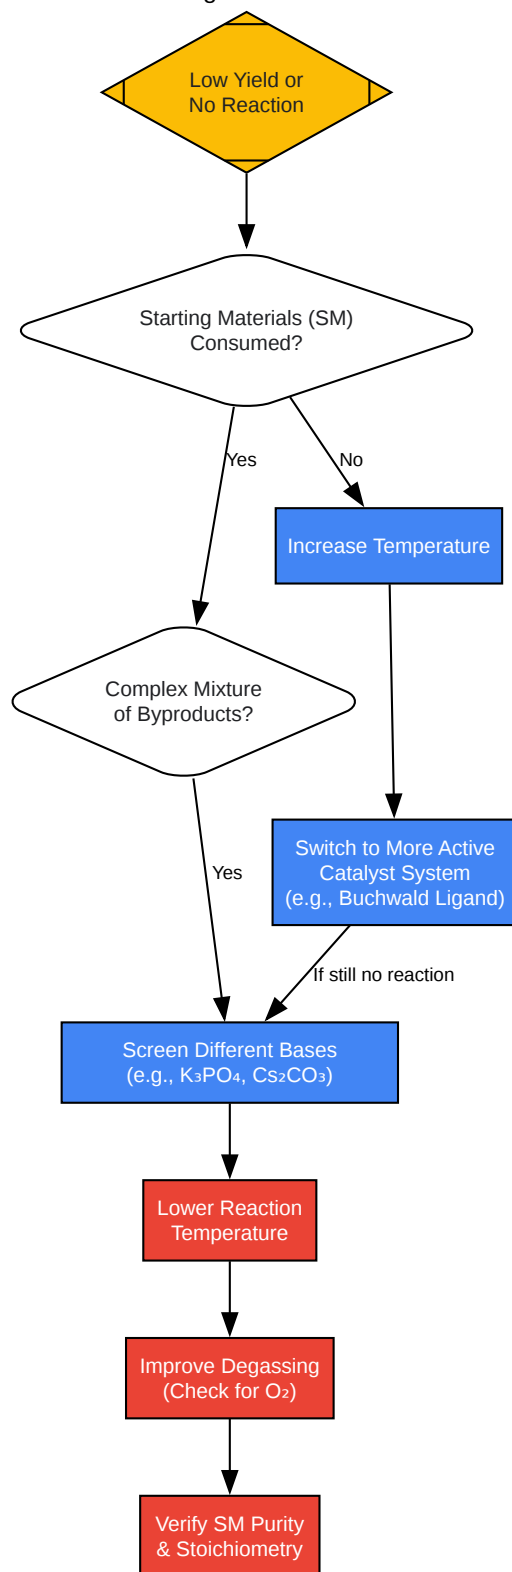 Low Yield or
No Reaction
Starting Materials (SM)
Consumed?
Yes
No
Increase Temperature
Complex Mixture
of Byproducts?
Switch to More Active
Catalyst System
(e.g., Buchwald Ligand)
Yes
If still no reaction
Screen Different Bases
(e.g., K₃PO₄, Cs₂CO₃)
Lower Reaction
Temperature
Improve Degassing
(Check for O₂)
Verify SM Purity
& Stoichiometry